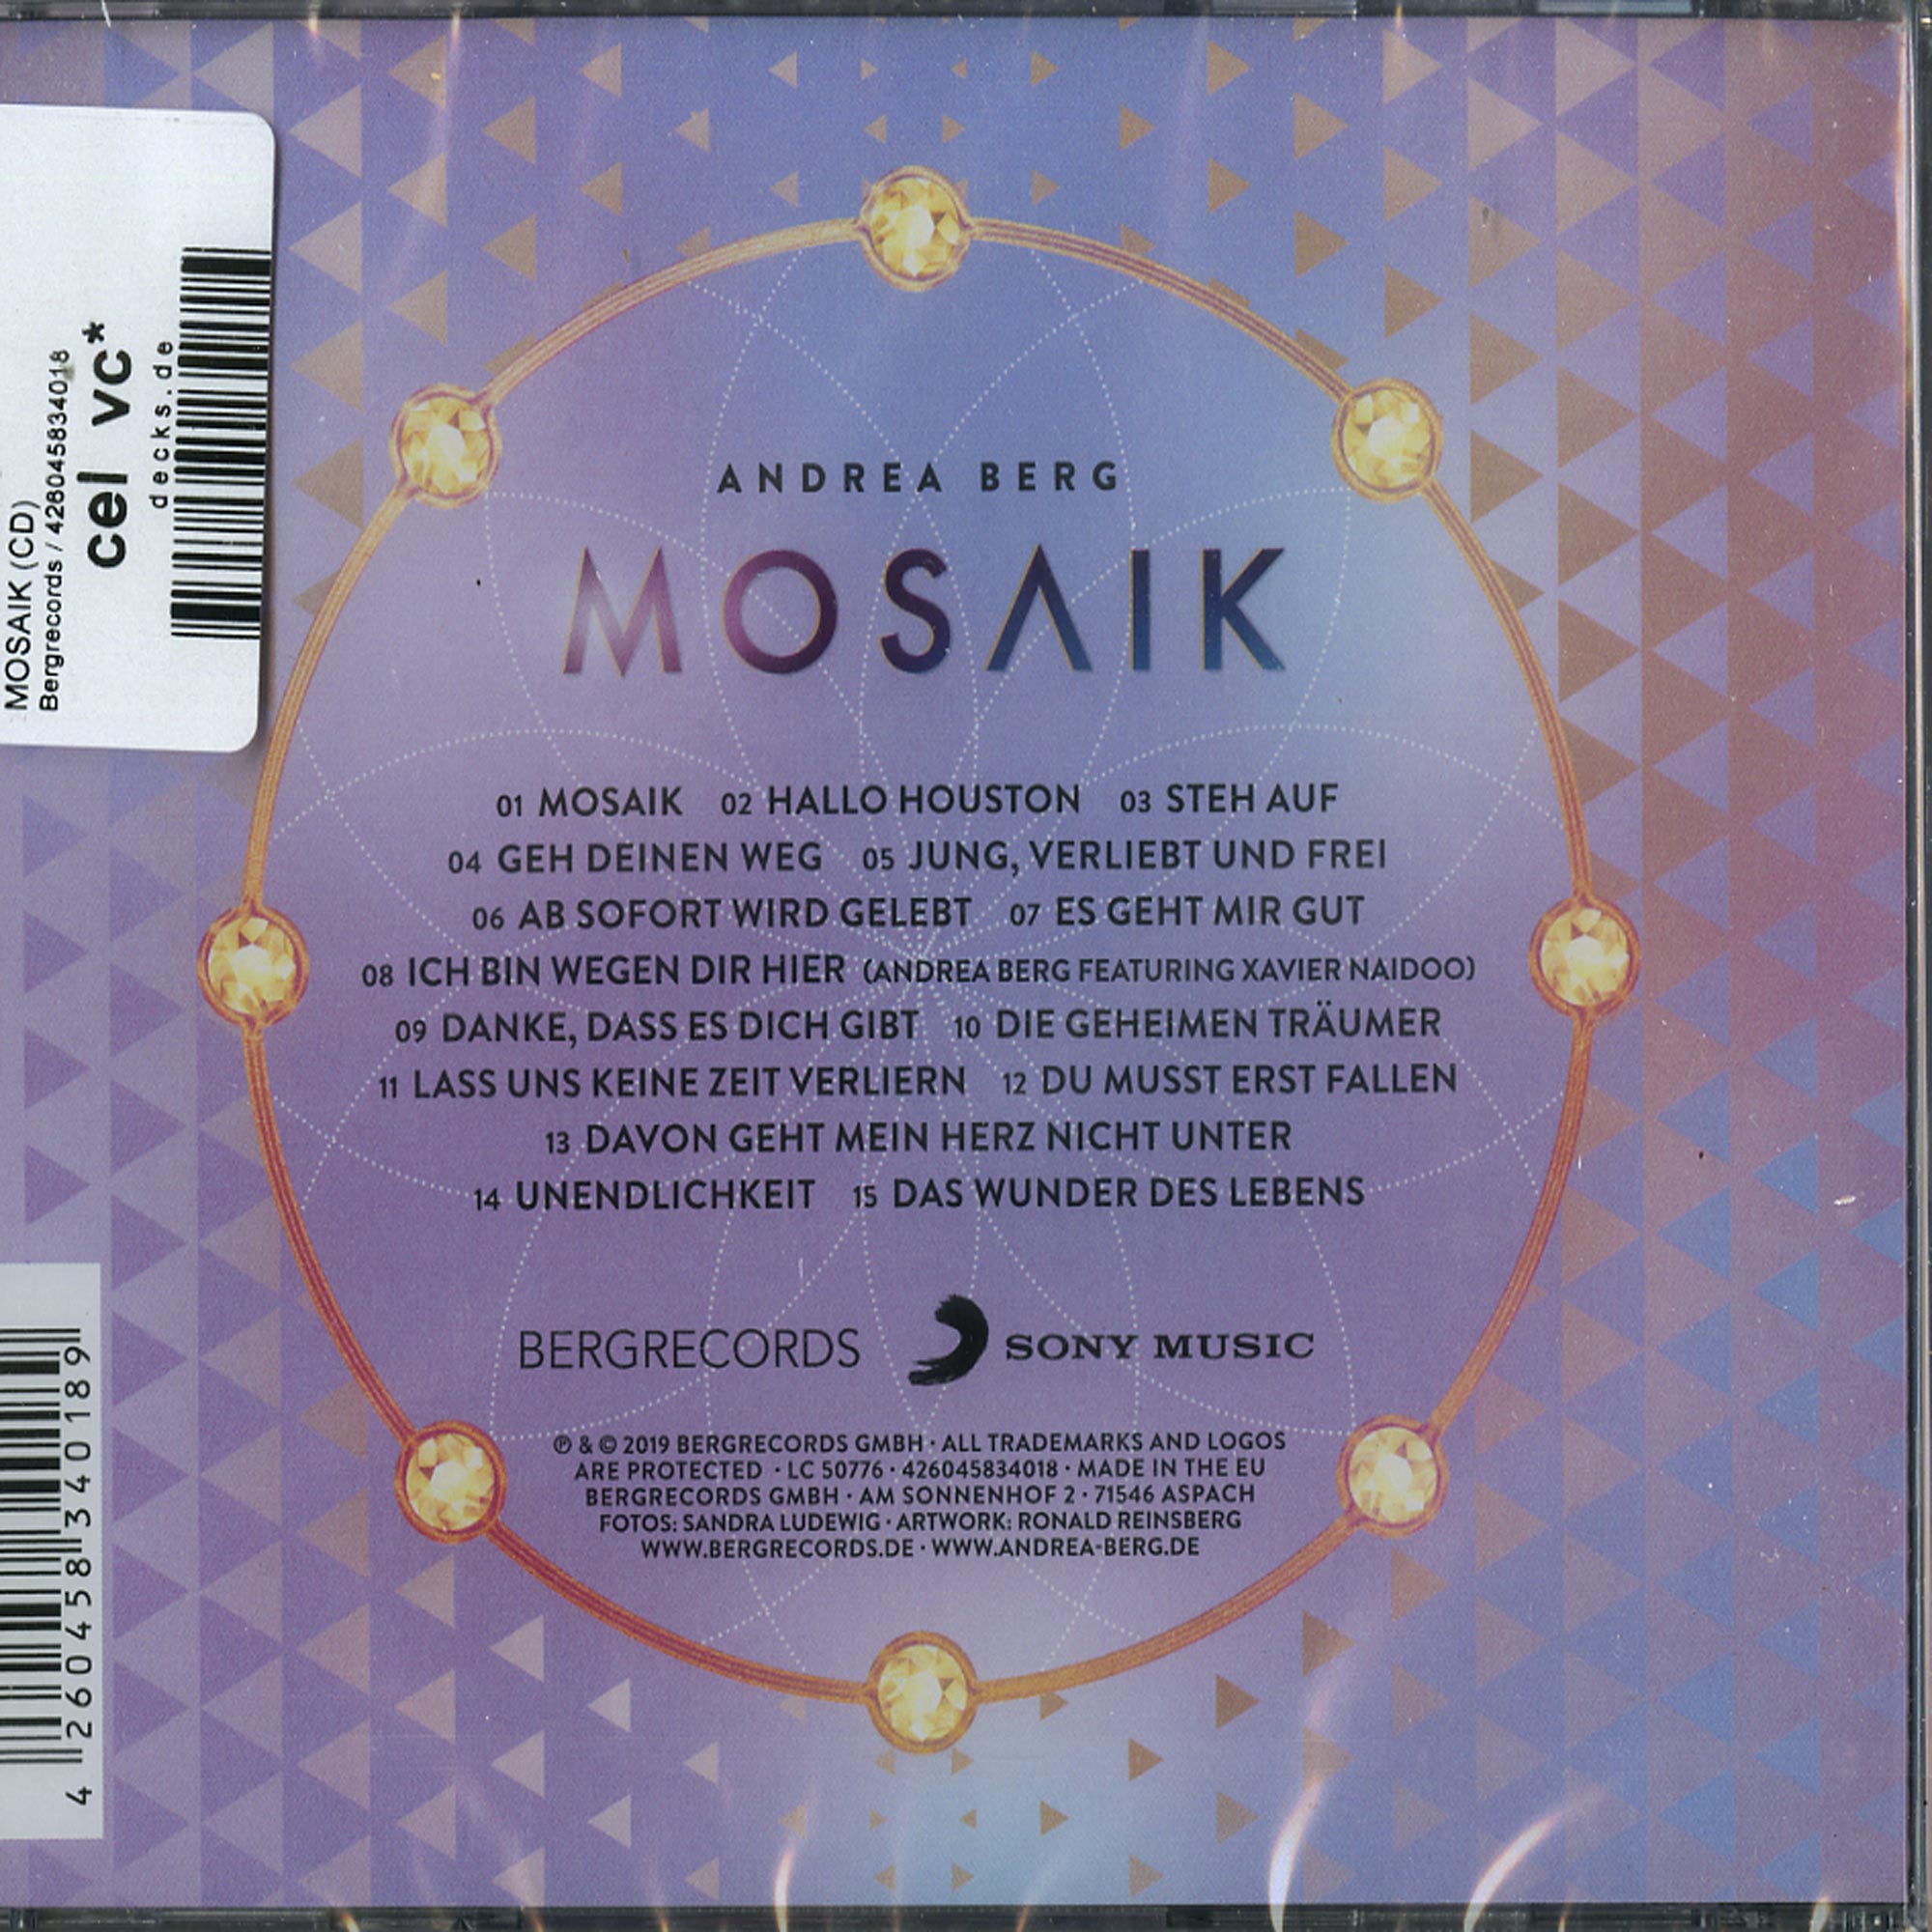 MOSAIK (CD)
Bergrecords / 426045834018
cel vc*
decks.de
ANDREA BERG
MOSAIK
01 MOSAIK 02 HALLO HOUSTON 03 STEH AUF
04 GEH DEINEN WEG 05 JUNG, VERLIEBT UND FREI
06 AB SOFORT WIRD GELEBT 07 ES GEHT MIR GUT
08 ICH BIN WEGEN DIR HIER (ANDREA BERG FEATURING XAVIER NAIDOO)
09 DANKE, DASS ES DICH GIBT 10 DIE GEHEIMEN TRÄUMER
11 LASS UNS KEINE ZEIT VERLIERN 12 DU MUSST ERST FALLEN
13 DAVON GEHT MEIN HERZ NICHT UNTER
14 UNENDLICHKEIT 15 DAS WUNDER DES LEBENS
BERGRECORDS SONY MUSIC
℗ & © 2019 BERGRECORDS GMBH · ALL TRADEMARKS AND LOGOS
ARE PROTECTED · LC 50776 · 426045834018 · MADE IN THE EU
BERGRECORDS GMBH · AM SONNENHOF 2 · 71546 ASPACH
FOTOS: SANDRA LUDEWIG · ARTWORK: RONALD REINSBERG
WWW.BERGRECORDS.DE · WWW.ANDREA-BERG.DE
4 260458 340189